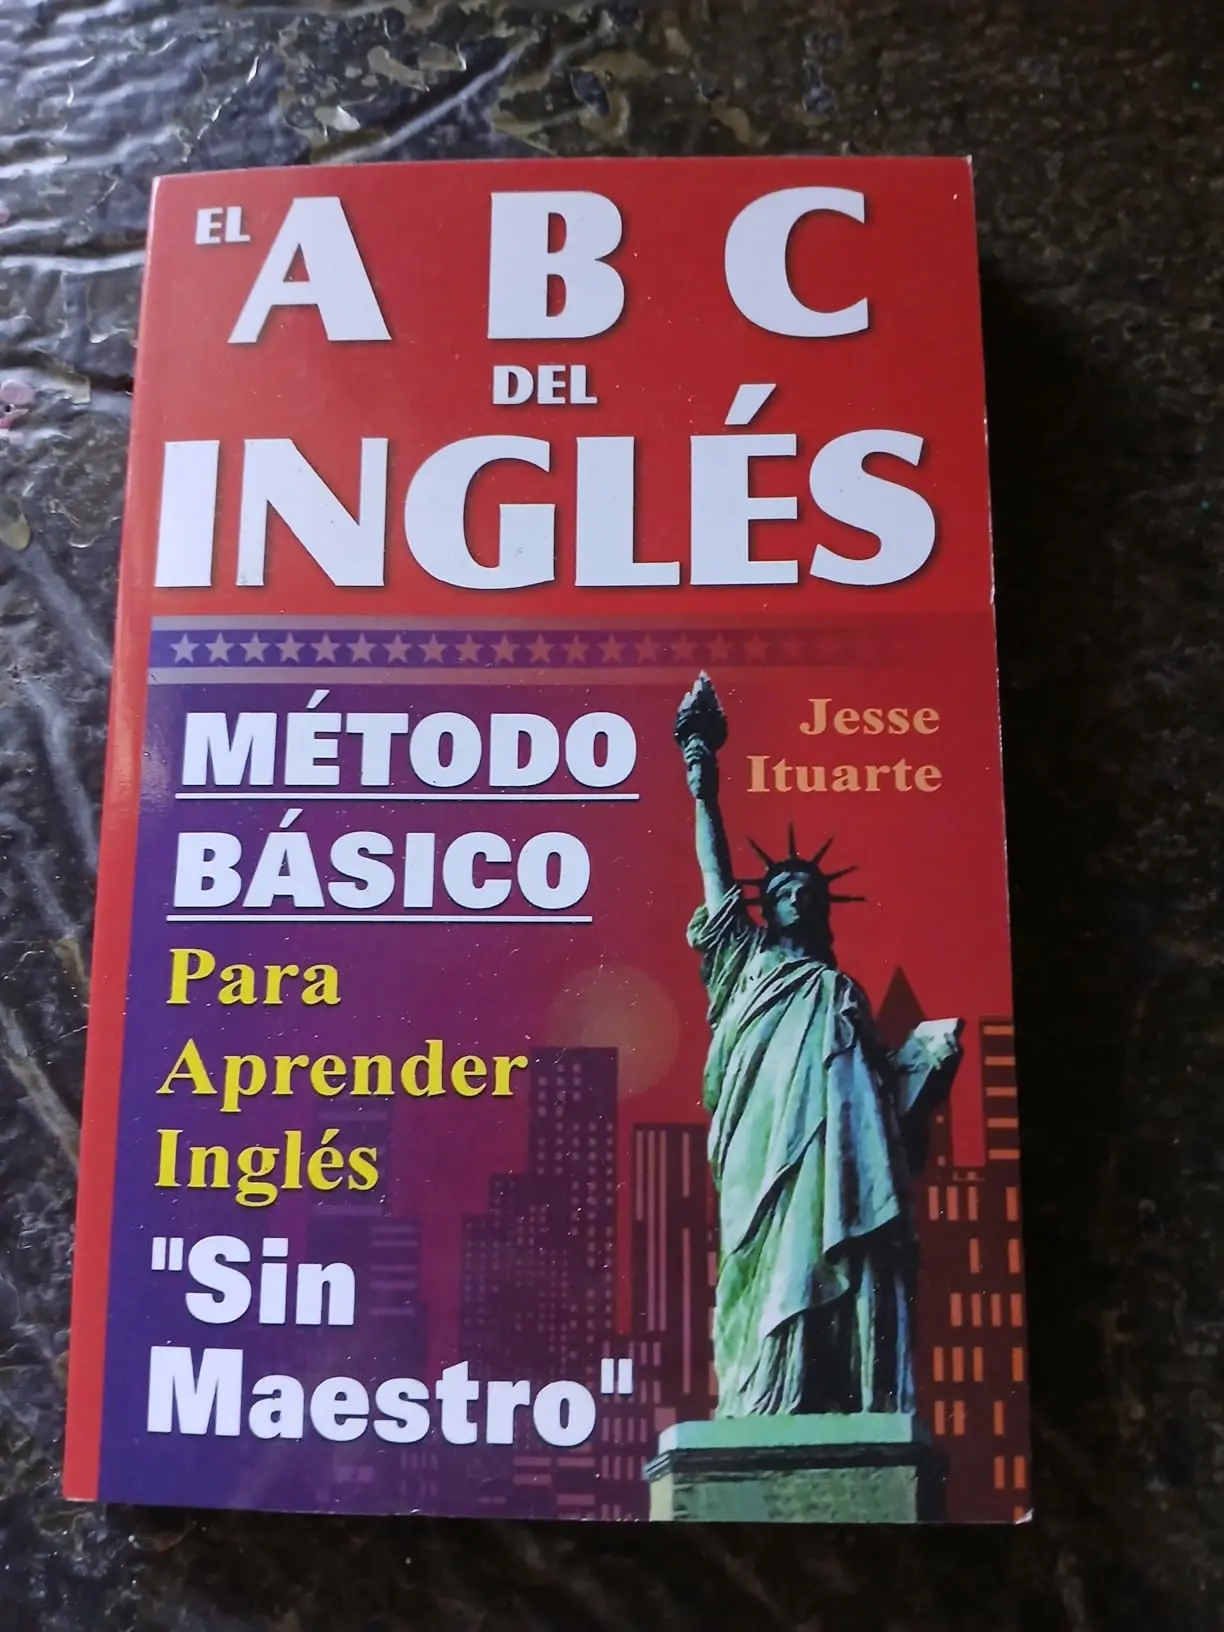 EL A B C
DEL
INGLÉS
Jesse
Ituarte
MÉTODO
BÁSICO
Para
Aprender
Inglés
"Sin
Maestro"